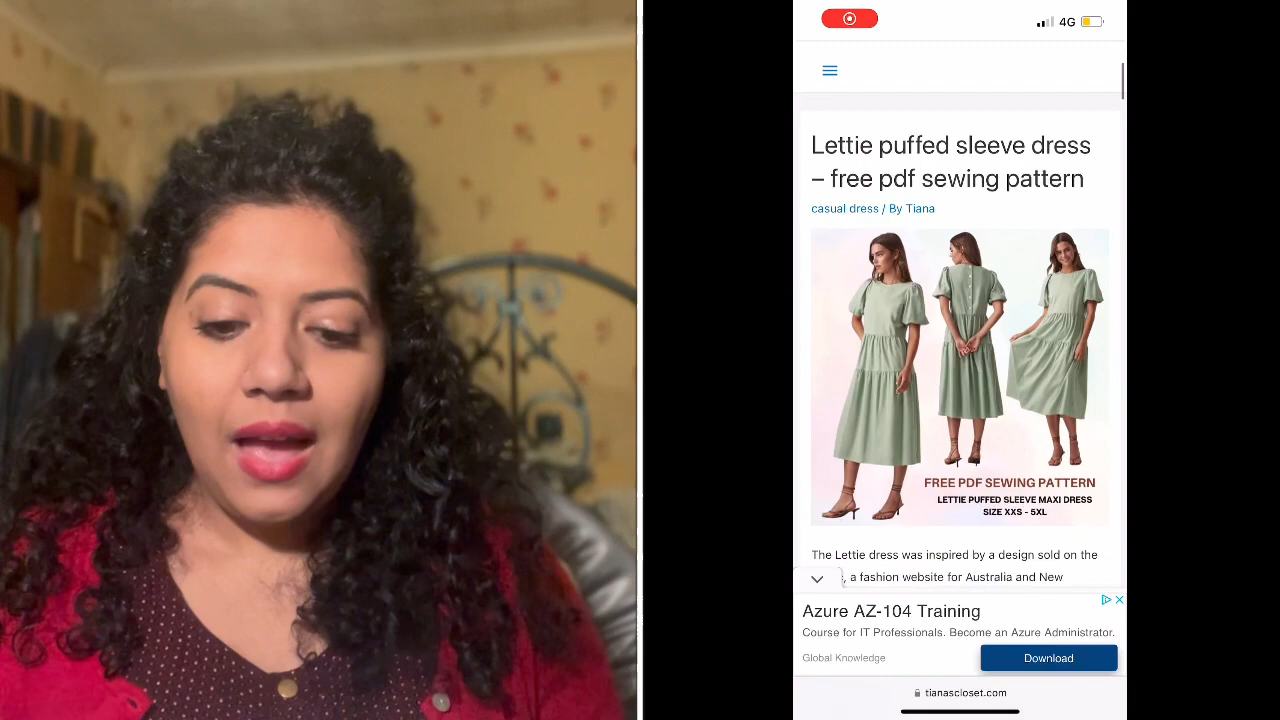 4G
Lettie puffed sleeve dress
– free pdf sewing pattern
casual dress / By Tiana
FREE PDF SEWING PATTERN
LETTIE PUFFED SLEEVE MAXI DRESS
SIZE XXS - 5XL
The Lettie dress was inspired by a design sold on the
, a fashion website for Australia and New
Azure AZ-104 Training
Course for IT Professionals. Become an Azure Administrator.
Global Knowledge
Download
tianascloset.com